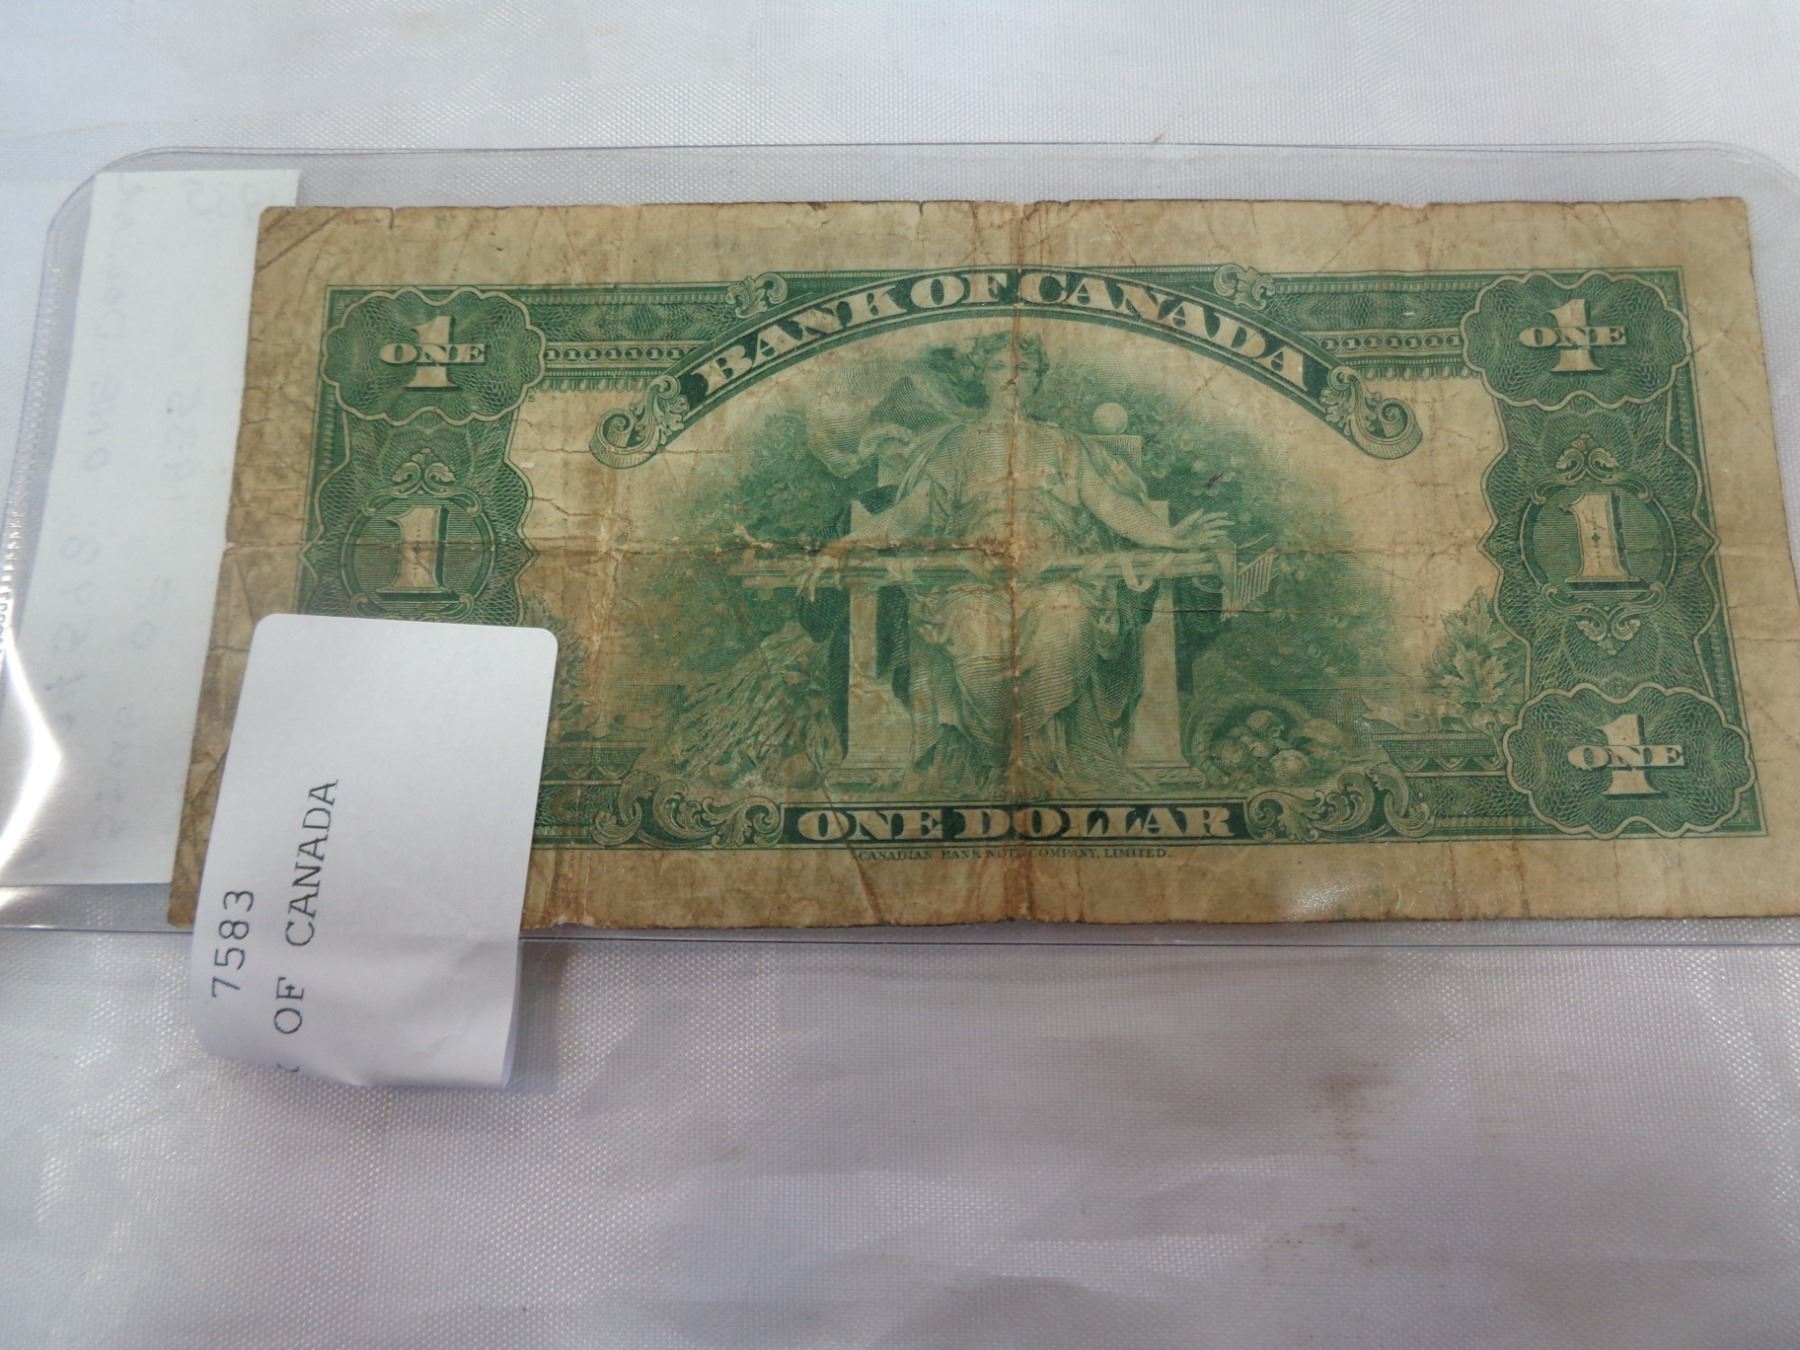 BANK OF CANADA
1 ONE
1 ONE
1
1
1 ONE
ONE DOLLAR
CANADIAN BANK NOTE COMPANY, LIMITED.
7583
OF CANADA